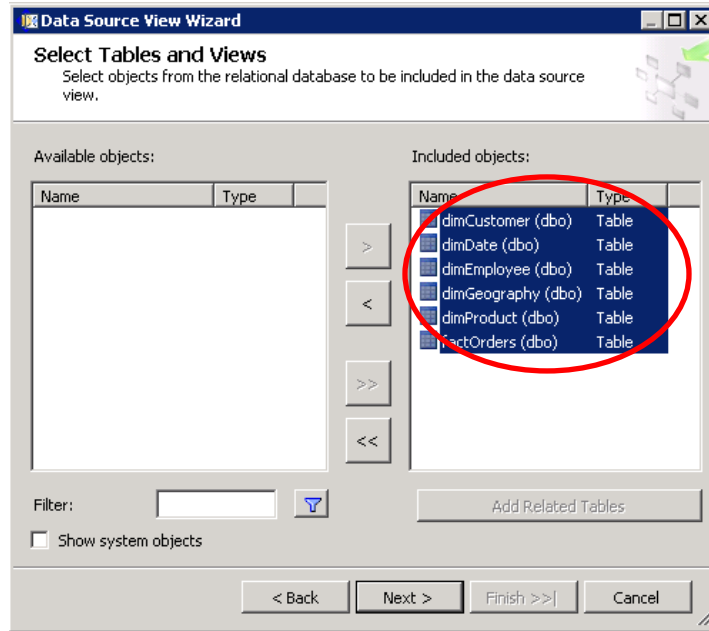 Data Source View Wizard
Select Tables and Views
Select objects from the relational database to be included in the data source
view.
Available objects:
Included objects:
Name Type
Name Type
dimCustomer (dbo) Table
dimDate (dbo) Table
dimEmployee (dbo) Table
dimGeography (dbo) Table
dimProduct (dbo) Table
factOrders (dbo) Table
>
<
>>
<<
Filter:
Add Related Tables
Show system objects
< Back Next > Finish >>| Cancel